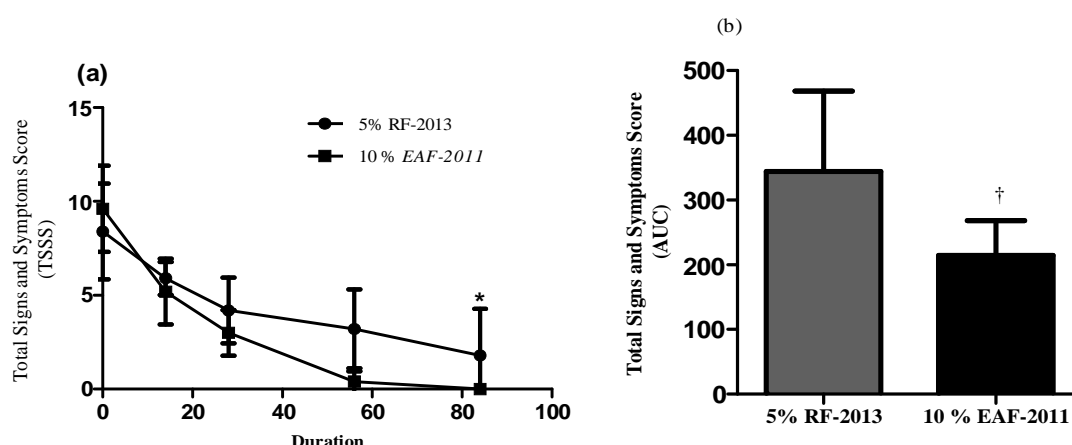 (a)
Total Signs and Symptoms Score
(TSSS)
15
10
5
0
5% RF-2013
10 % EAF-2011
*
0 20 40 60 80 100
Duration
(b)
Total Signs and Symptoms Score
(AUC)
500
400
300
200
100
0
†
5% RF-2013 10 % EAF-2011